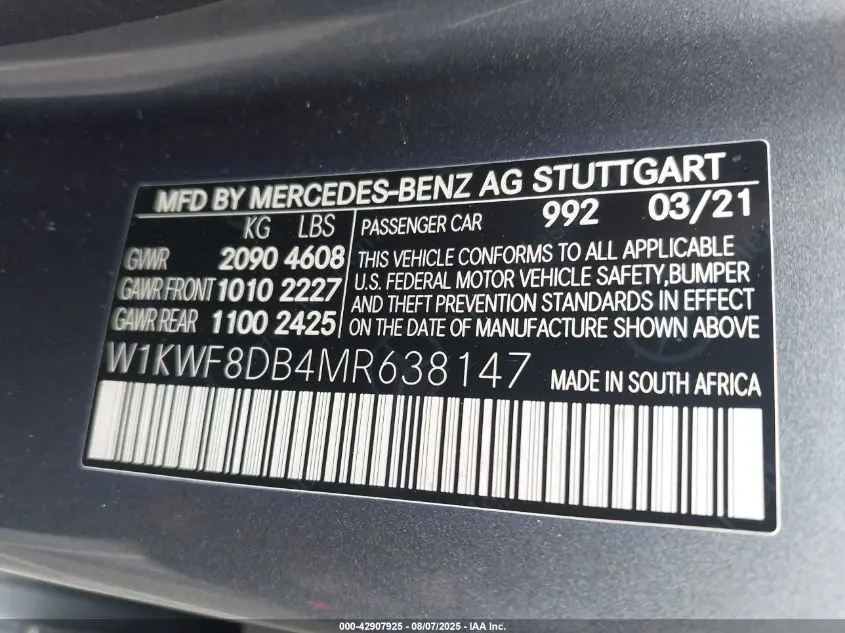 MFD BY MERCEDES-BENZ AG STUTTGART
KG LBS
GVWR 2090 4608
GAWR FRONT 1010 2227
GAWR REAR 1100 2425
PASSENGER CAR 992 03/21
THIS VEHICLE CONFORMS TO ALL APPLICABLE
U.S. FEDERAL MOTOR VEHICLE SAFETY,BUMPER
AND THEFT PREVENTION STANDARDS IN EFFECT
ON THE DATE OF MANUFACTURE SHOWN ABOVE
W1KWF8DB4MR638147
MADE IN SOUTH AFRICA
000-42907925 - 08/07/2025 - IAA Inc.